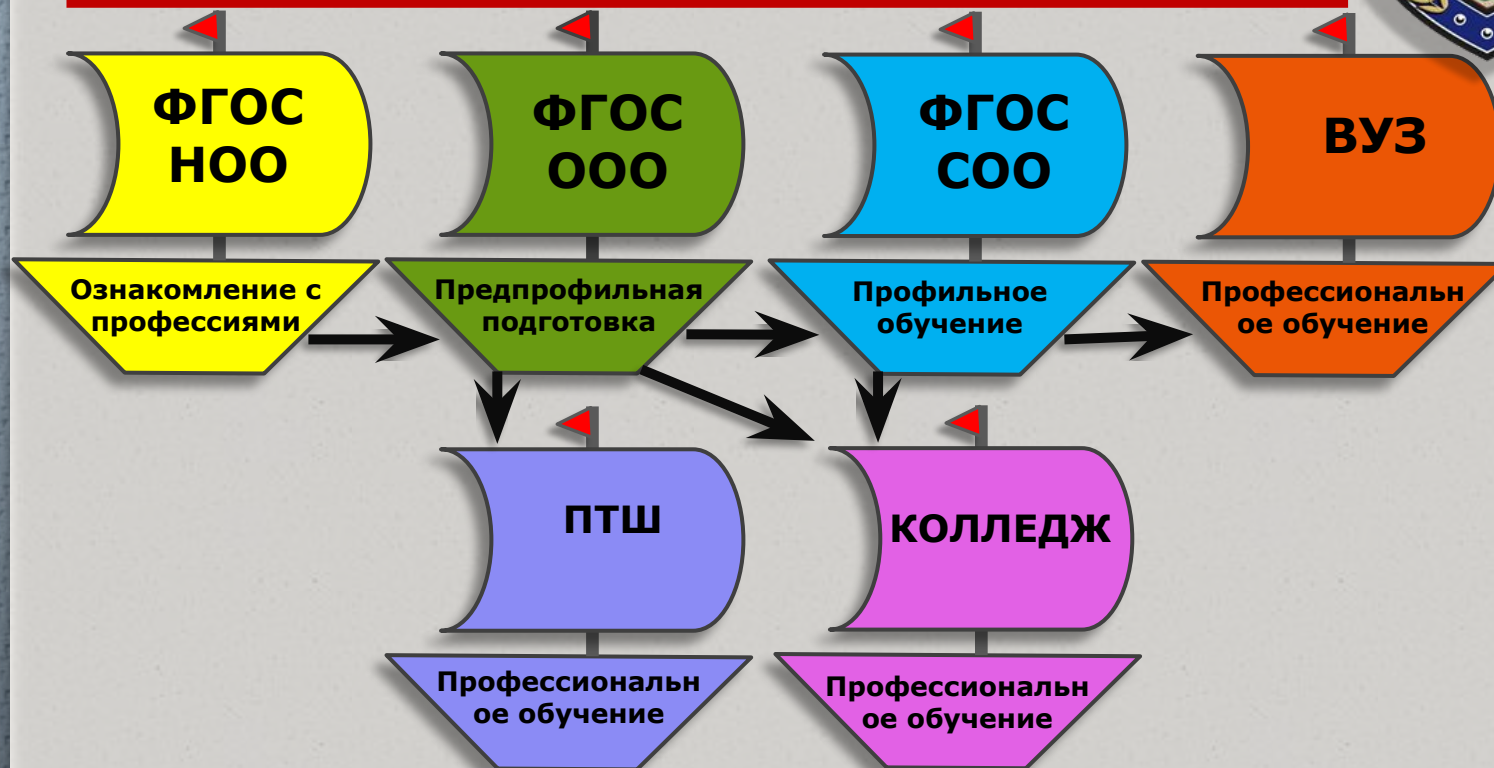 ФГОС
НОО
Ознакомление с
профессиями
ФГОС
ООО
Предпрофильная
подготовка
ФГОС
СОО
Профильное
обучение
ВУЗ
Профессиональн
ое обучение
ПТШ
Профессиональн
ое обучение
КОЛЛЕДЖ
Профессиональн
ое обучение